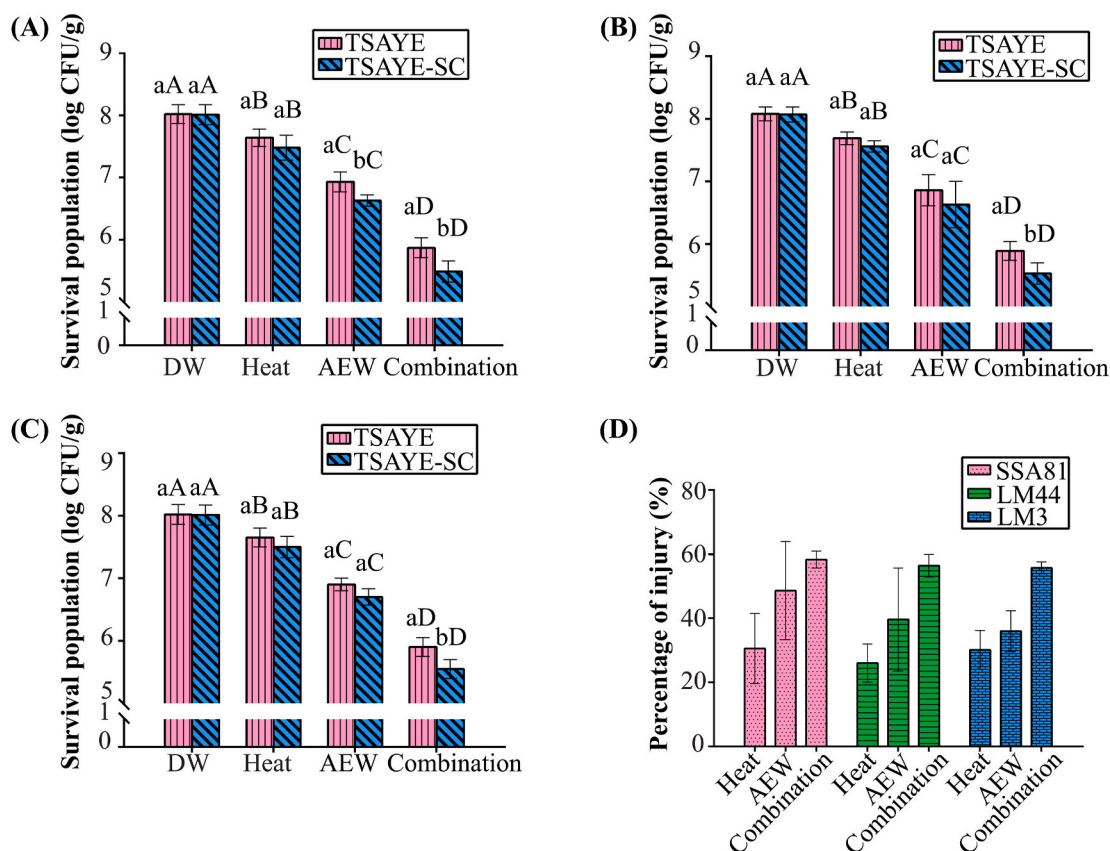 (A)
TSAYE
TSAYE-SC
Survival population (log CFU/g)
9
8
7
6
5
1
0
aA aA
aB aB
aC bC
aD bD
DW Heat AEW Combination
(B)
TSAYE
TSAYE-SC
Survival population (log CFU/g)
9
8
7
6
5
1
0
aA aA
aB aB
aC aC
aD bD
DW Heat AEW Combination
(C)
TSAYE
TSAYE-SC
Survival population (log CFU/g)
9
8
7
6
5
1
0
aA aA
aB aB
aC aC
aD bD
DW Heat AEW Combination
(D)
SSA81
LM44
LM3
Percentage of injury (%)
80
60
40
20
0
Heat AEW Combination Heat AEW Combination Heat AEW Combination